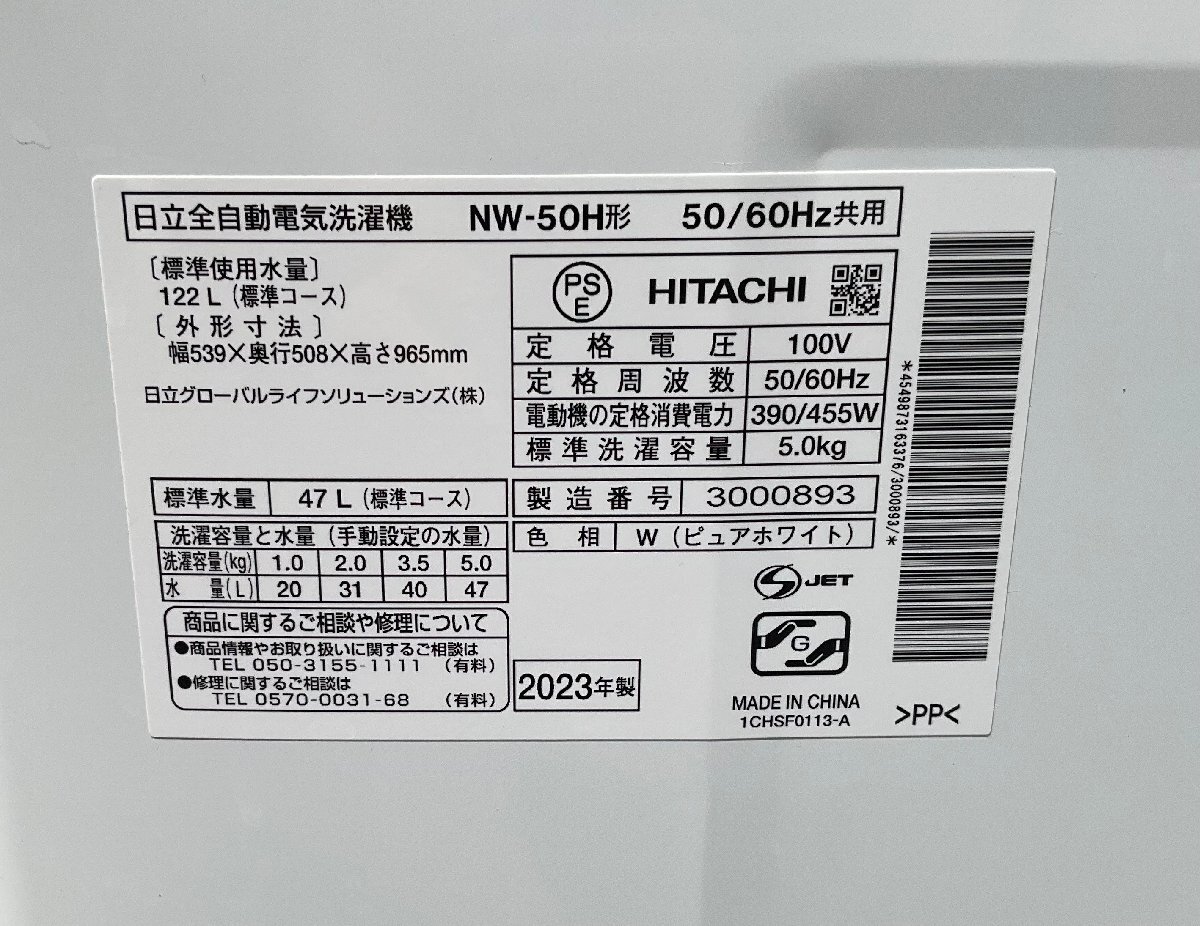 日立全自動電気洗濯機 NW-50H形 50/60Hz共用
〔標準使用水量〕
122 L (標準コース)
〔外形寸法〕
幅539×奥行508×高さ965mm
日立グローバルライフソリューションズ(株)
PS
E
HITACHI
定格電圧 100V
定格周波数 50/60Hz
電動機の定格消費電力 390/455W
標準洗濯容量 5.0kg
標準水量 47 L (標準コース)
製造番号 3000893
色相 W (ピュアホワイト)
洗濯容量と水量 (手動設定の水量)
洗濯容量(kg) 1.0 2.0 3.5 5.0
水量(L) 20 31 40 47
商品に関するご相談や修理について
●商品情報やお取り扱いに関するご相談は
TEL 050-3155-1111 (有料)
●修理に関するご相談は
TEL 0570-0031-68 (有料)
2023年製
S JET
G
MADE IN CHINA
1CHSF0113-A
>PP<
*4549873163376/3000893/*